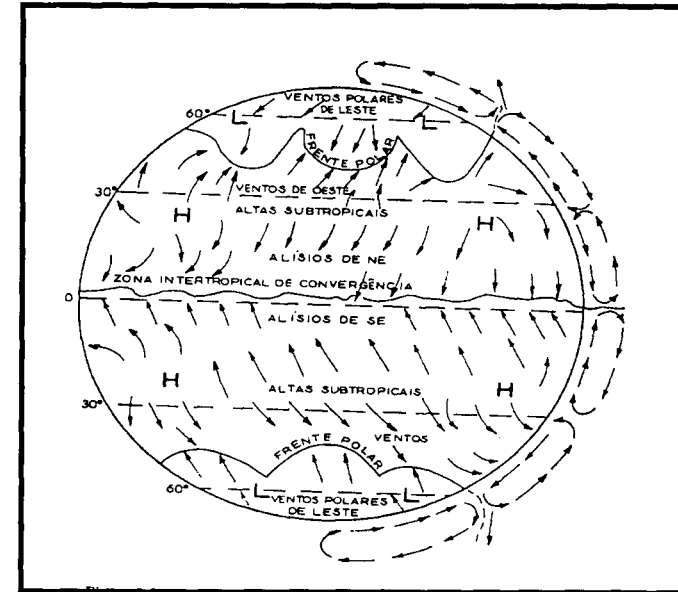 VENTOS POLARES
DE LESTE
60°
L
L
FRENTE POLAR
30°
VENTOS DE OESTE
ALTAS SUBTROPICAIS
H
H
ALÍSIOS DE NE
ZONA INTERTROPICAL DE CONVERGÊNCIA
0
ALÍSIOS DE SE
H
H
ALTAS SUBTROPICAIS
30°
VENTOS
FRENTE POLAR
60°
L
L
VENTOS POLARES
DE LESTE